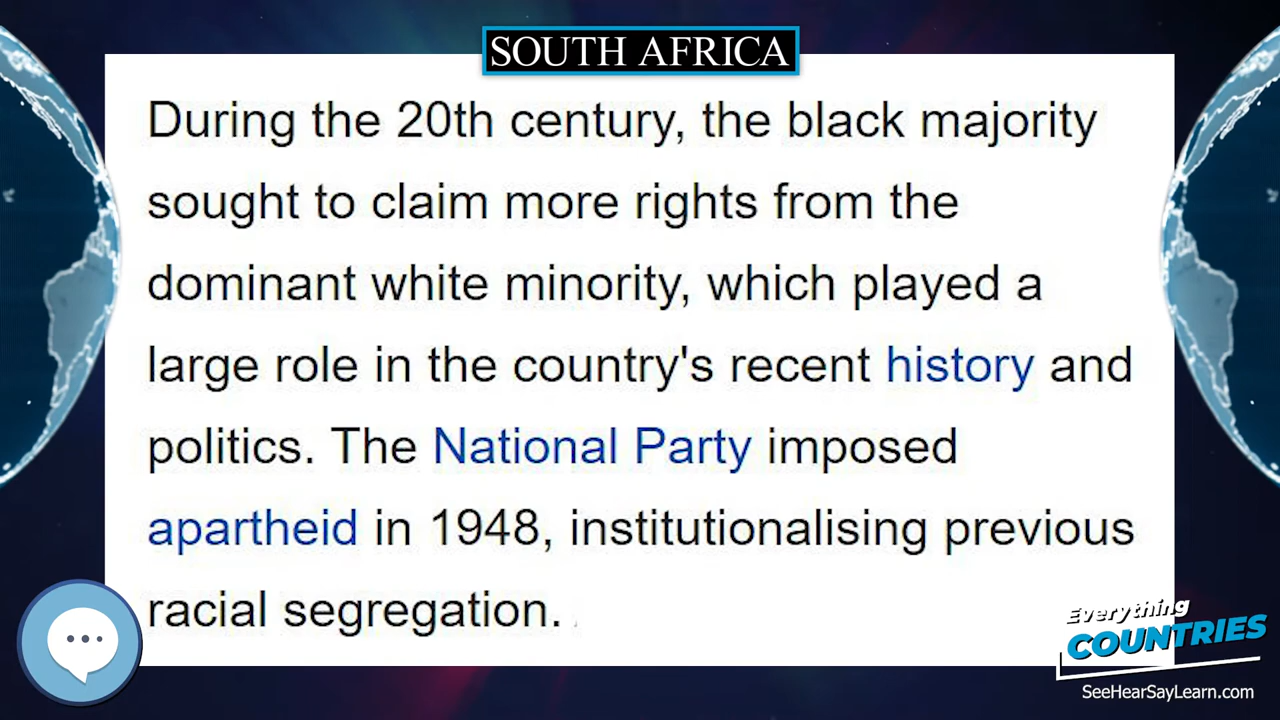 SOUTH AFRICA
During the 20th century, the black majority
sought to claim more rights from the
dominant white minority, which played a
large role in the country's recent history and
politics. The National Party imposed
apartheid in 1948, institutionalising previous
racial segregation.
Everything
COUNTRIES
SeeHearSayLearn.com